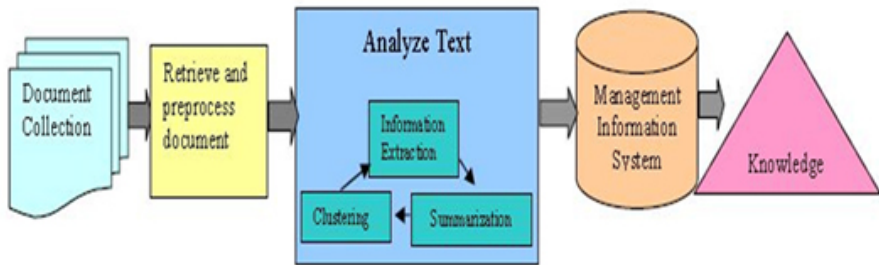 Document
Collection
Retrieve and
preprocess
document
Analyze Text
Information
Extraction
Clustering
Summarization
Management
Information
System
Knowledge